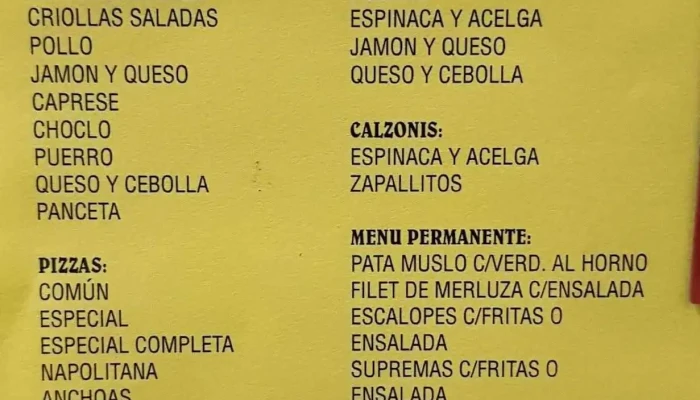 CRIOLLAS SALADAS
POLLO
JAMON Y QUESO
CAPRESE
CHOCLO
PUERRO
QUESO Y CEBOLLA
PANCETA
PIZZAS:
COMÚN
ESPECIAL
ESPECIAL COMPLETA
NAPOLITANA
ANCHOAS
ESPINACA Y ACELGA
JAMON Y QUESO
QUESO Y CEBOLLA
CALZONIS:
ESPINACA Y ACELGA
ZAPALLITOS
MENU PERMANENTE:
PATA MUSLO C/VERD. AL HORNO
FILET DE MERLUZA C/ENSALADA
ESCALOPES C/FRITAS O
ENSALADA
SUPREMAS C/FRITAS O
ENSALADA